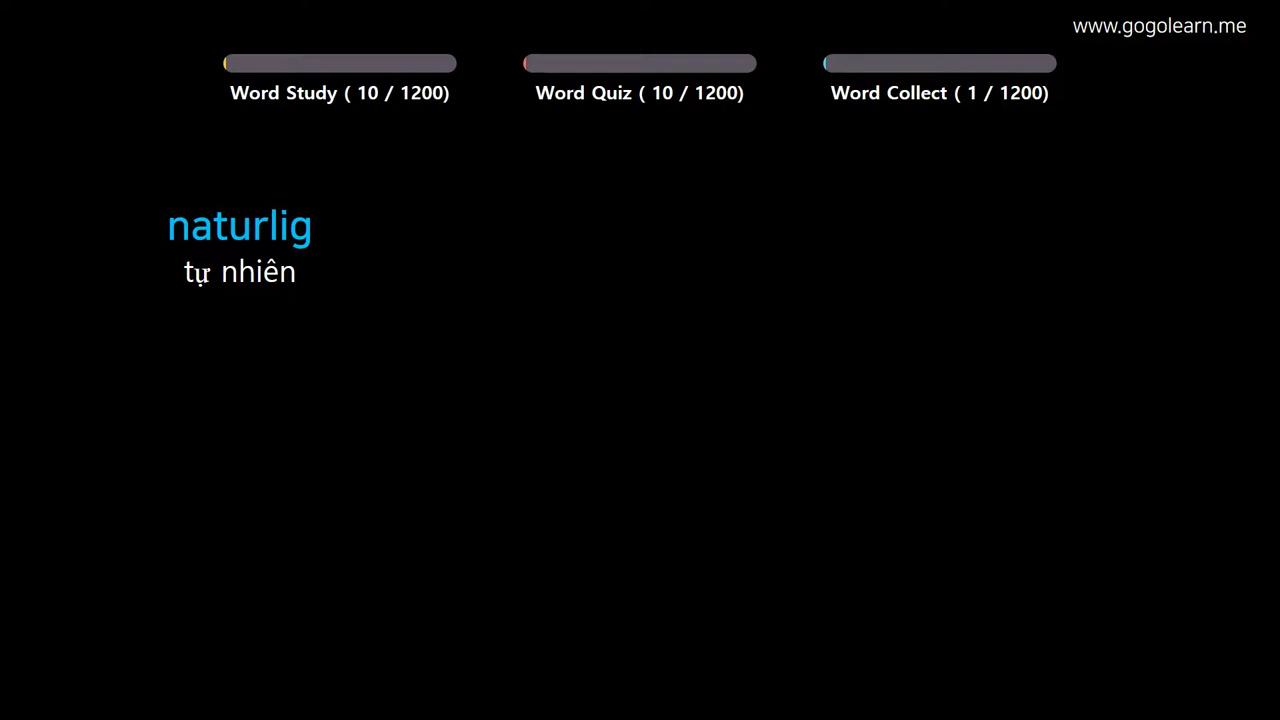 www.gogolearn.me
Word Study ( 10 / 1200)
Word Quiz ( 10 / 1200)
Word Collect ( 1 / 1200)
naturlig
tự nhiên